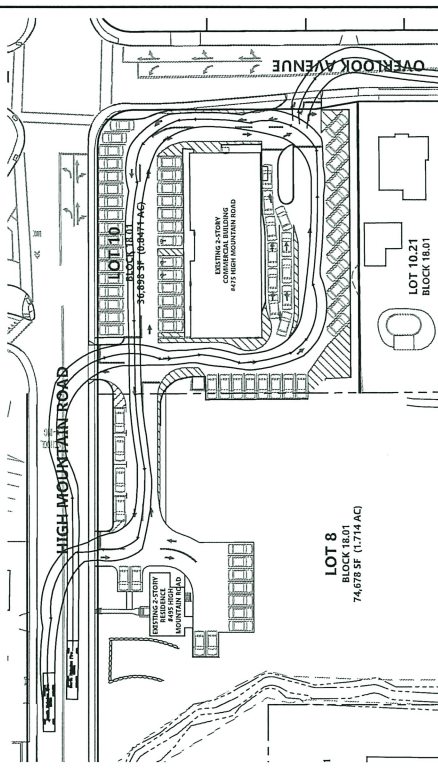 OVERLOOK AVENUE
LOT 10
BLOCK 18.01
36,898 SF (0.8471 AC)
EXISTING 2-STORY
COMMERCIAL BUILDING
#475 HIGH MOUNTAIN ROAD
LOT 10.21
BLOCK 18.01
HIGH MOUNTAIN ROAD
LOT 8
BLOCK 18.01
74,678 SF (1.714 AC)
EXISTING 2-STORY
RESIDENCE
#495 HIGH
MOUNTAIN ROAD